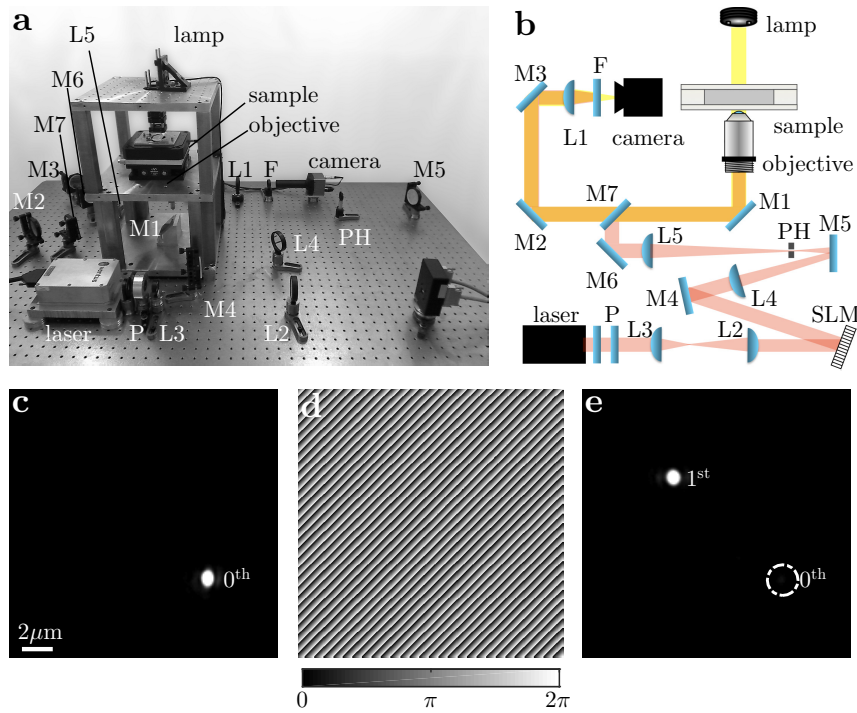 a
lamp
L5
M6
M7
sample
objective
M3
M2
L1
F
camera
M5
M1
L4
PH
M4
laser
P
L3
L2
b
lamp
M3
F
L1
camera
sample
objective
M7
M1
M2
M5
PH
L5
M6
M4
L4
SLM
laser
P
L3
L2
c
0th
2μm
d
0
π
2π
e
1st
0th